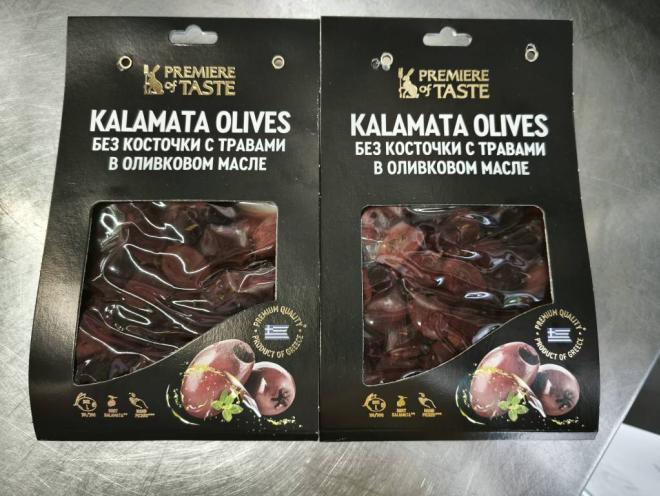 PREMIERE
of TASTE
KALAMATA OLIVES
БЕЗ КОСТОЧКИ С ТРАВАМИ
В ОЛИВКОВОМ МАСЛЕ
PREMIUM QUALITY
PRODUCT OF GREECE
PREMIERE
of TASTE
KALAMATA OLIVES
БЕЗ КОСТОЧКИ С ТРАВАМИ
В ОЛИВКОВОМ МАСЛЕ
PREMIUM QUALITY
PRODUCT OF GREECE